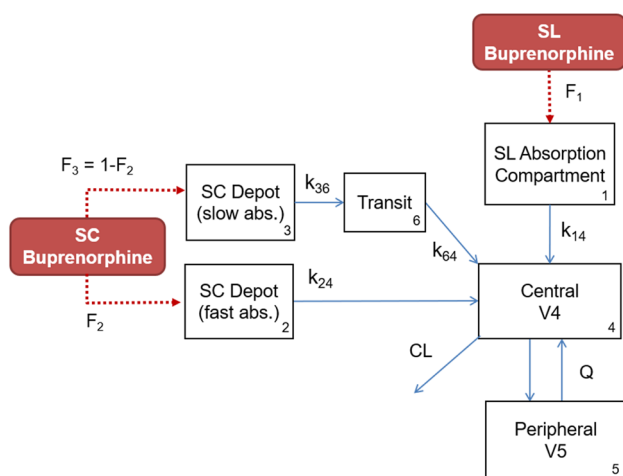 SL
Buprenorphine
F₁
F₃ = 1-F₂
SL Absorption
Compartment
1
SC Depot
(slow abs.)
3
k₃₆
Transit
6
SC
Buprenorphine
k₆₄
k₁₄
F₂
SC Depot
(fast abs.)
2
k₂₄
Central
V4
4
CL
Q
Peripheral
V5
5